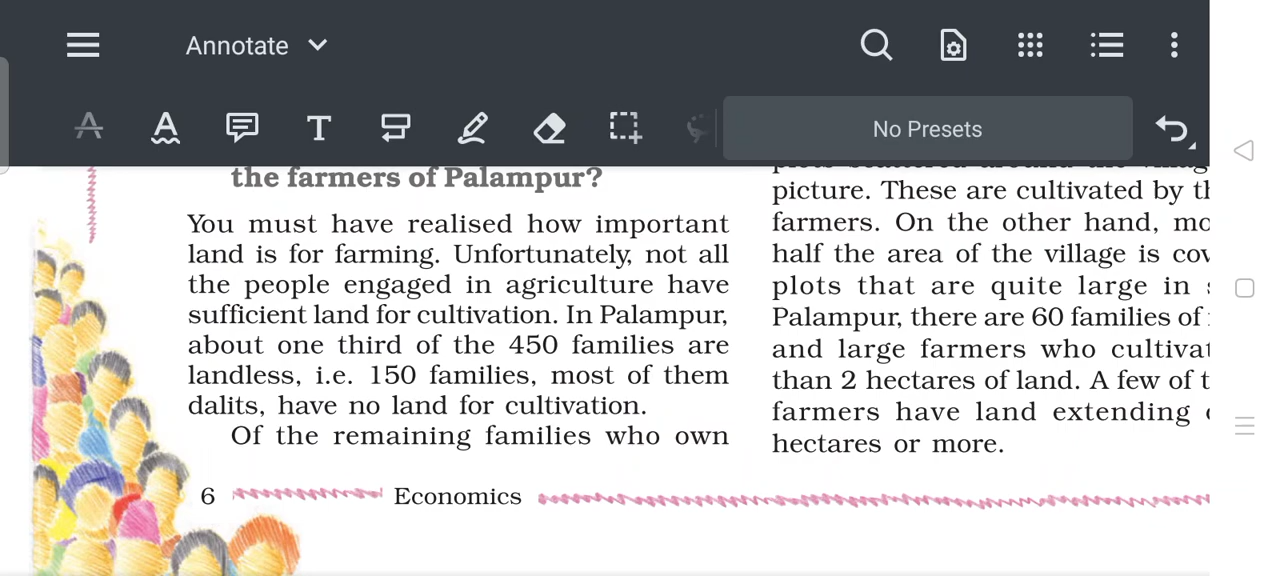 Annotate
No Presets
the farmers of Palampur?
You must have realised how important
land is for farming. Unfortunately, not all
the people engaged in agriculture have
sufficient land for cultivation. In Palampur,
about one third of the 450 families are
landless, i.e. 150 families, most of them
dalits, have no land for cultivation.
Of the remaining families who own
plots scattered around the
picture. These are cultivated by
farmers. On the other hand,
half the area of the village is
plots that are quite large in
Palampur, there are 60 families of
and large farmers who
than 2 hectares of land. A few of
farmers have land extending
hectares or more.
6 Economics